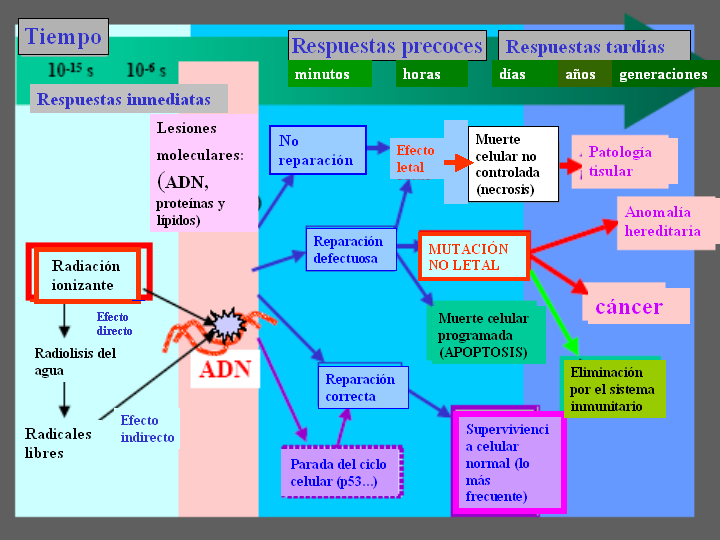 Tiempo
Respuestas precoces
Respuestas tardías
10-15 s
10-6 s
minutos
horas
días
años
generaciones
Respuestas inmediatas
Lesiones
moleculares:
(ADN,
proteínas y
lípidos)
)
No
reparación
Efecto
letal
Muerte
celular no
controlada
(necrosis)
Patología
tisular
Anomalía
hereditaria
Reparación
defectuosa
MUTACIÓN
NO LETAL
Radiación
ionizante
cáncer
Efecto
directo
Muerte celular
programada
(APOPTOSIS)
Radiolisis del
agua
ADN
Reparación
correcta
Eliminación
por el sistema
inmunitario
Efecto
indirecto
Radicales
libres
Supervivienci
a celular
normal (lo
más
frecuente)
Parada del ciclo
celular (p53...)